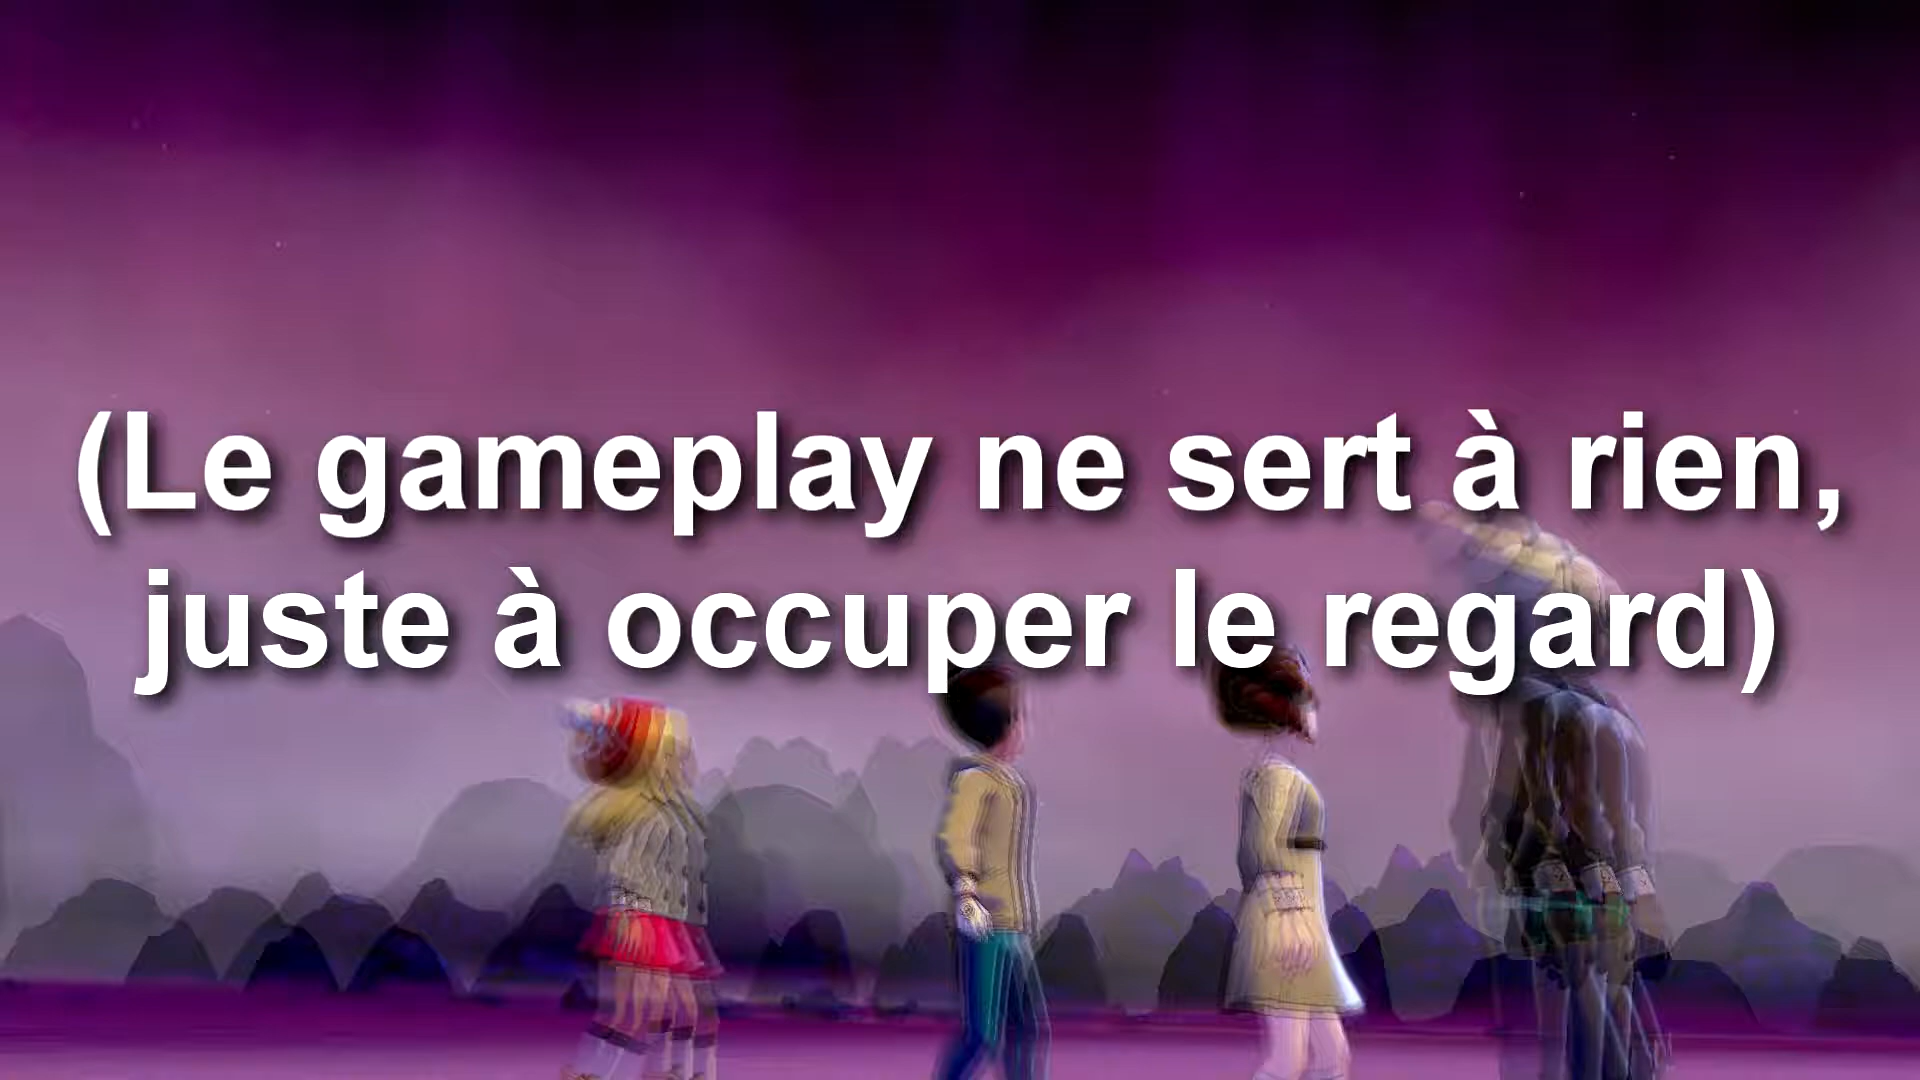 (Le gameplay ne sert à rien,
juste à occuper le regard)